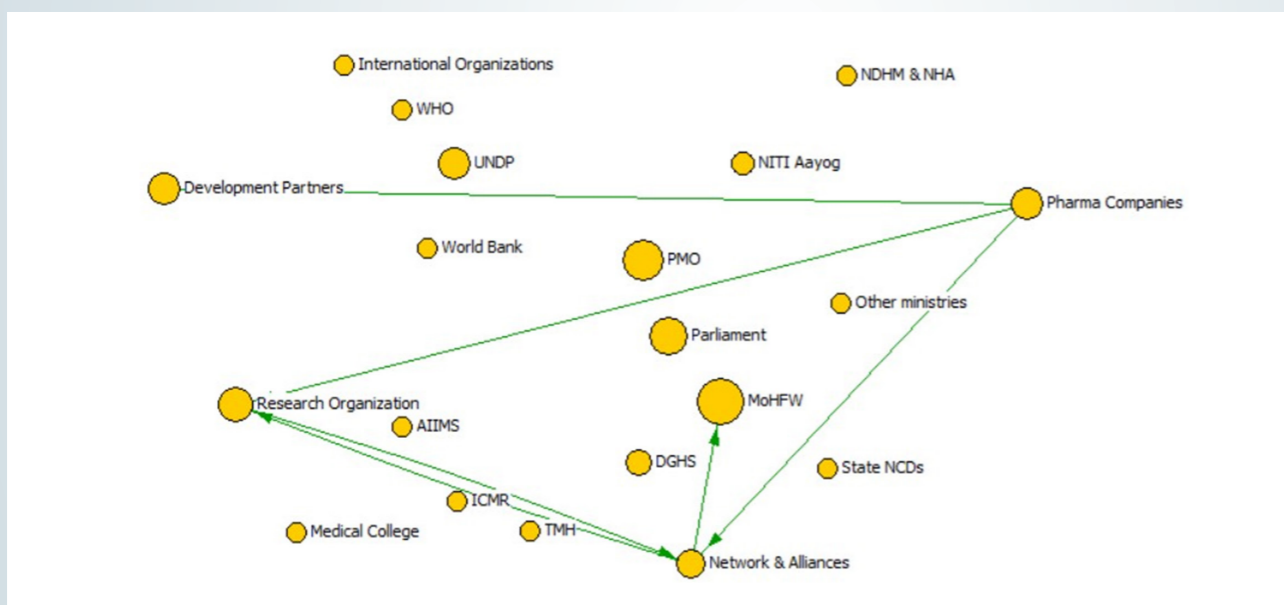 International Organizations
NDHM & NHA
WHO
UNDP
NITI Aayog
Development Partners
Pharma Companies
World Bank
PMO
Other ministries
Parliament
MoHFW
Research Organization
AIIMS
DGHS
State NCDs
ICMR
Medical College
TMH
Network & Alliances